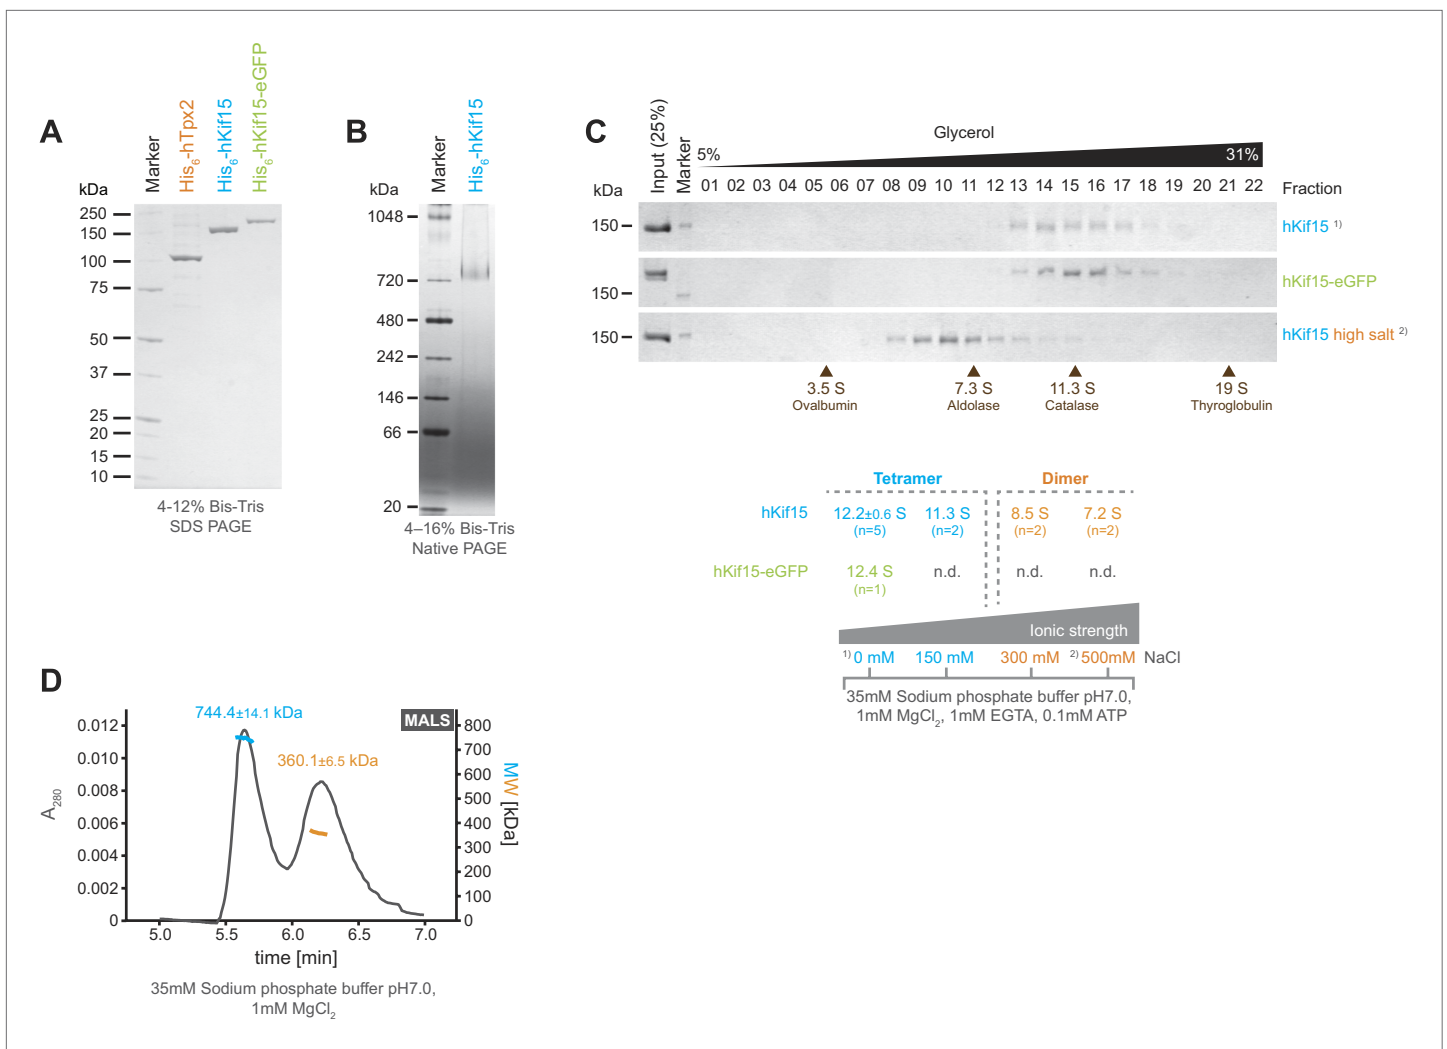 A
Marker
His6-hTpx2
His6-hKif15
His6-hKif15-eGFP
kDa
250
150
100
75
50
37
25
20
15
10
4-12% Bis-Tris
SDS PAGE
B
Marker
His6-hKif15
kDa
1048
720
480
242
146
66
20
4–16% Bis-Tris
Native PAGE
C
Input (25%)
Marker
Glycerol
5% 31%
kDa 01 02 03 04 05 06 07 08 09 10 11 12 13 14 15 16 17 18 19 20 21 22 Fraction
150 hKif15 1)
150 hKif15-eGFP
150 hKif15 high salt 2)
3.5 S 7.3 S 11.3 S 19 S
Ovalbumin Aldolase Catalase Thyroglobulin
Tetramer Dimer
hKif15 12.2±0.6 S 11.3 S 8.5 S 7.2 S
(n=5) (n=2) (n=2) (n=2)
hKif15-eGFP 12.4 S n.d. n.d. n.d.
(n=1)
Ionic strength
1) 0 mM 150 mM 300 mM 2) 500mM NaCl
35mM Sodium phosphate buffer pH7.0,
1mM MgCl2, 1mM EGTA, 0.1mM ATP
D
744.4±14.1 kDa
MALS
360.1±6.5 kDa
A280
0.012
0.010
0.008
0.006
0.004
0.002
0
800
700
600
500
400
300
200
100
0
MW [kDa]
5.0 5.5 6.0 6.5 7.0
time [min]
35mM Sodium phosphate buffer pH7.0,
1mM MgCl2